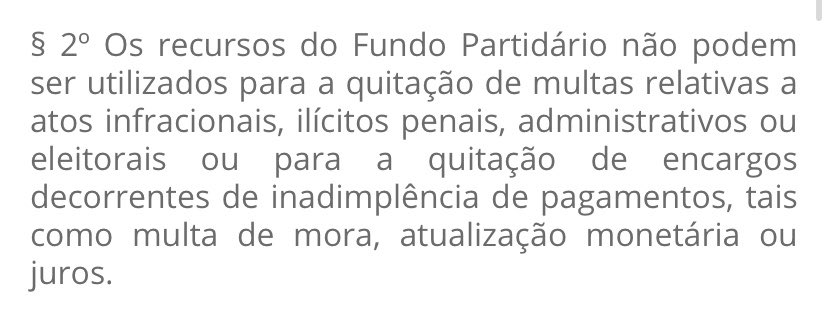 § 2º Os recursos do Fundo Partidário não podem
ser utilizados para a quitação de multas relativas a
atos infracionais, ilícitos penais, administrativos ou
eleitorais ou para a quitação de encargos
decorrentes de inadimplência de pagamentos, tais
como multa de mora, atualização monetária ou
juros.